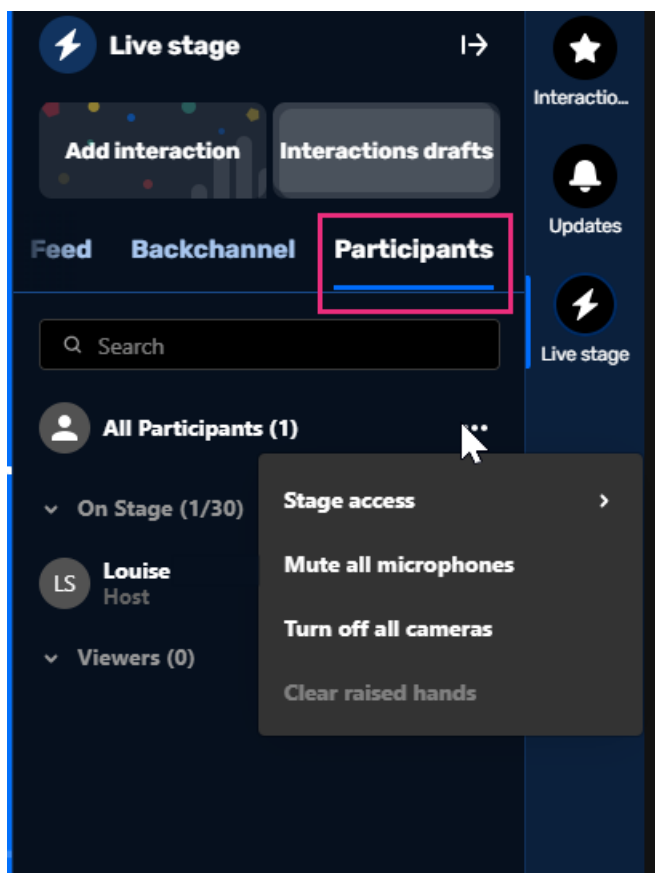 Live stage
Add interaction
Interactions drafts
Feed
Backchannel
Participants
Search
All Participants (1)
On Stage (1/30)
LS
Louise
Host
Viewers (0)
Stage access
Mute all microphones
Turn off all cameras
Clear raised hands
Interactio...
Updates
Live stage